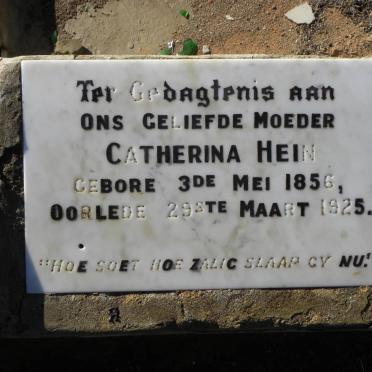 Ter Gedagtenis aan
ONS GELIEFDE MOEDER
CATHERINA HEIN
GEBORE 3DE MEI 1856,
OORLEDE 29STE MAART 1925.
"HOE SOET HOE ZALIG SLAAP GY NU."